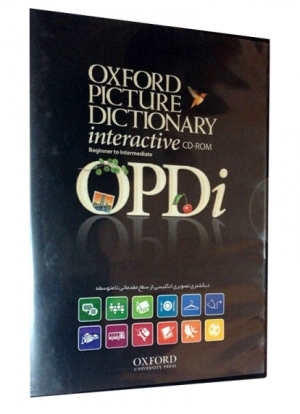 OXFORD
PICTURE
DICTIONARY
interactive CD-ROM
Beginner to Intermediate
OPDi
دیکشنری تصویری انگلیسی از سطح مقدماتی تا متوسطه
OXFORD
UNIVERSITY PRESS